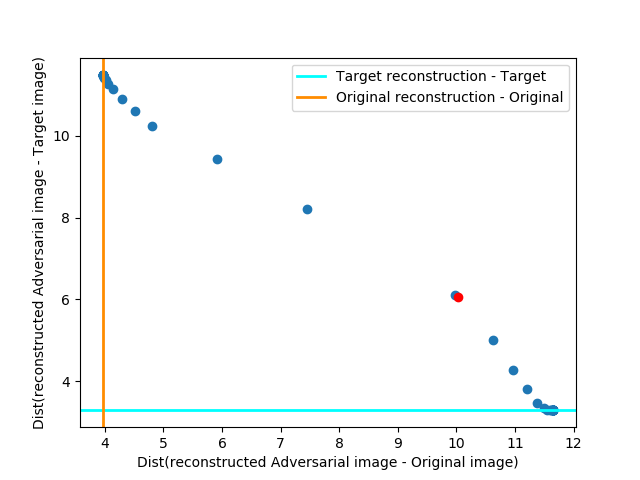 Target reconstruction - Target
Original reconstruction - Original
Dist(reconstructed Adversarial image - Target image)
10
8
6
4
4 5 6 7 8 9 10 11 12
Dist(reconstructed Adversarial image - Original image)